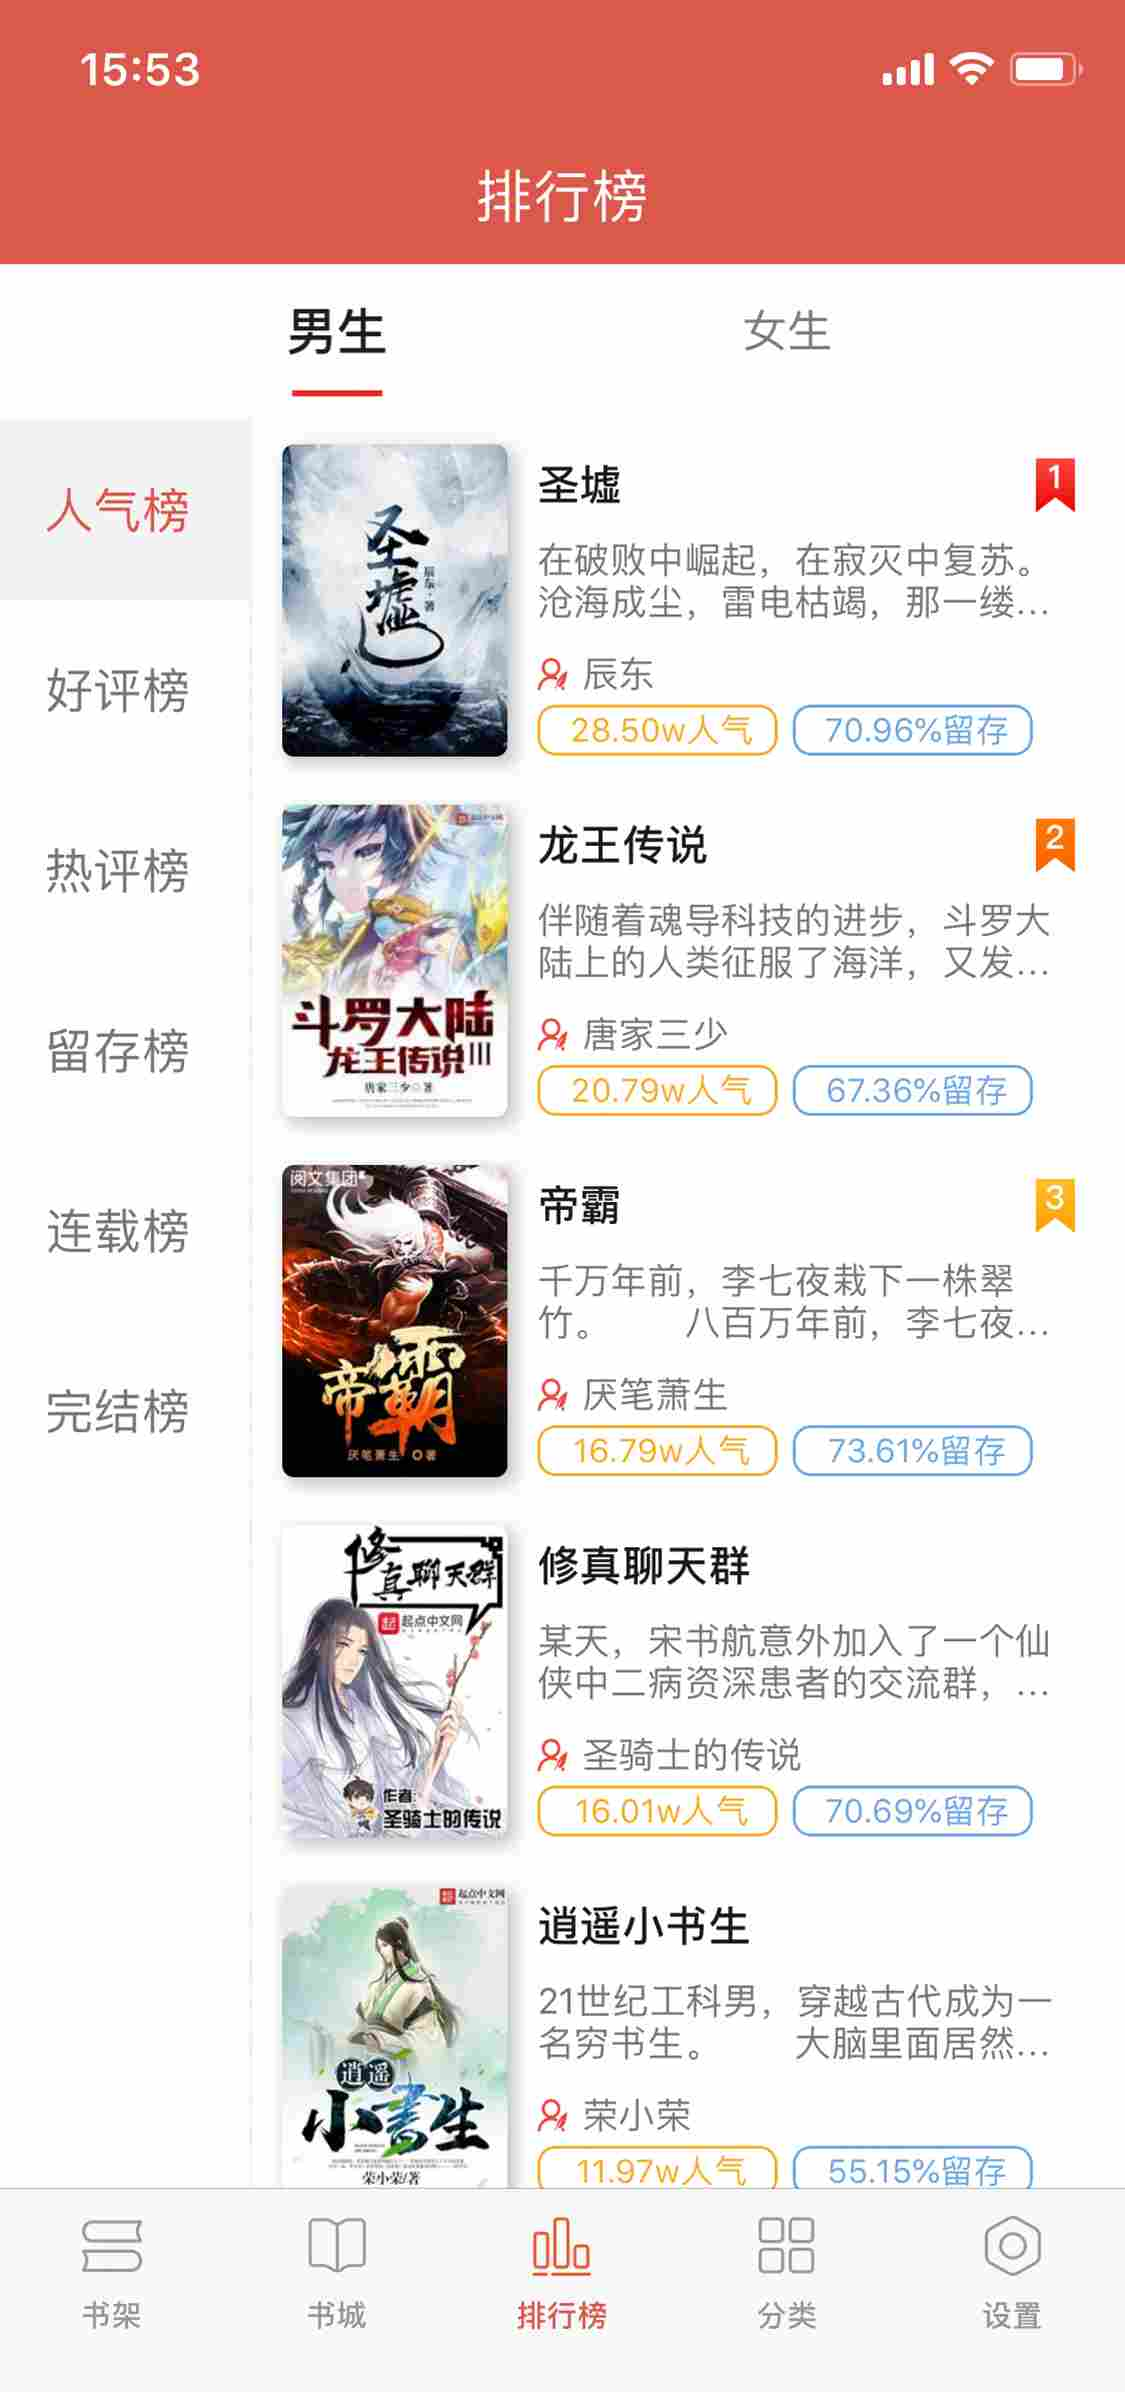 15:53
排行榜
男生
女生
人气榜
好评榜
热评榜
留存榜
连载榜
完结榜
圣墟
辰东·著
圣墟
1
在破败中崛起，在寂灭中复苏。
沧海成尘，雷电枯竭，那一缕...
辰东
28.50w人气
70.96%留存
斗罗大陆
龙王传说III
唐家三少◎著
龙王传说
2
伴随着魂导科技的进步，斗罗大
陆上的人类征服了海洋，又发...
唐家三少
20.79w人气
67.36%留存
阅文集团
帝霸
厌笔萧生 ✪著
帝霸
3
千万年前，李七夜栽下一株翠
竹。 八百万年前，李七夜...
厌笔萧生
16.79w人气
73.61%留存
修真聊天群
起点中文网
作者:
圣骑士的传说
修真聊天群
某天，宋书航意外加入了一个仙
侠中二病资深患者的交流群，...
圣骑士的传说
16.01w人气
70.69%留存
起点中文网
逍遥
小書生
荣小荣/著
逍遥小书生
21世纪工科男，穿越古代成为一
名穷书生。 大脑里面居然...
荣小荣
11.97w人气
55.15%留存
书架
书城
排行榜
分类
设置